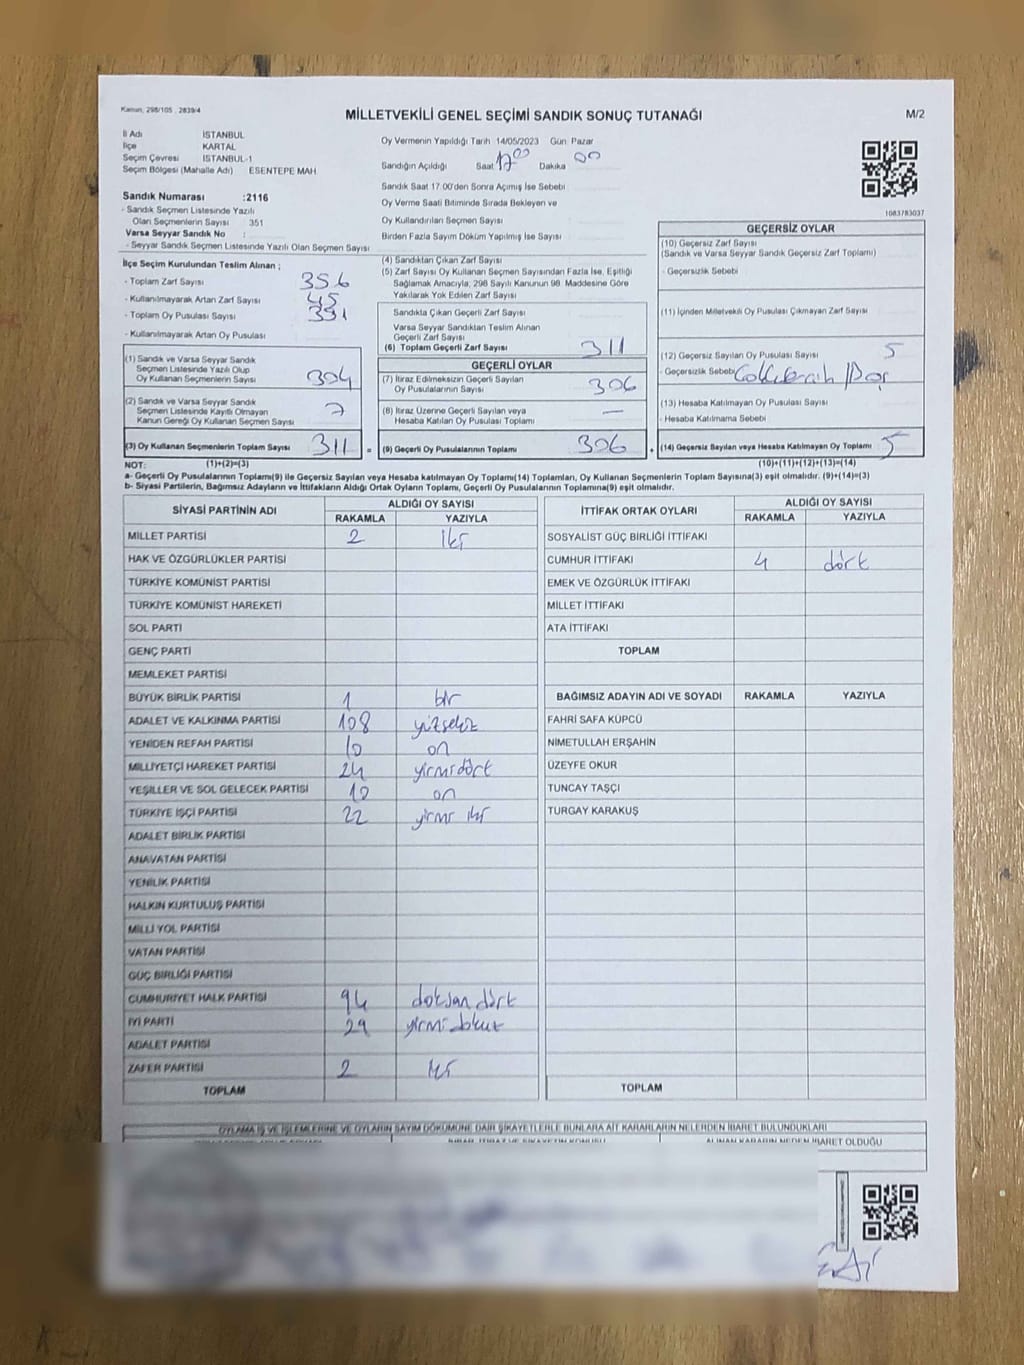 Kanun, 298/105 , 2839/4
MİLLETVEKİLİ GENEL SEÇİMİ SANDIK SONUÇ TUTANAĞI
M/2
İl Adı İSTANBUL
İlçe KARTAL
Seçim Çevresi İSTANBUL-1
Seçim Bölgesi (Mahalle Adı) ESENTEPE MAH
Oy Vermenin Yapıldığı Tarih 14/05/2023 Gün Pazar
Sandığın Açıldığı Saat 17 00 Dakika 00
Sandık Saat 17.00'den Sonra Açımış İse Sebebi
Oy Verme Saati Bitiminde Sırada Bekleyen ve
Oy Kullandırılan Seçmen Sayısı
Birden Fazla Sayım Döküm Yapılmış İse Sayısı
1083783037
Sandık Numarası :2116
- Sandık Seçmen Listesinde Yazılı
Olan Seçmenlerin Sayısı : 351
Varsa Seyyar Sandık No :
- Seyyar Sandık Seçmen Listesinde Yazılı Olan Seçmen Sayısı
İlçe Seçim Kurulundan Teslim Alınan ;
- Toplam Zarf Sayısı 356
- Kullanılmayarak Artan Zarf Sayısı 45
- Toplam Oy Pusulası Sayısı 391
- Kullanılmayarak Artan Oy Pusulası
(1) Sandık ve Varsa Seyyar Sandık
Seçmen Listesinde Yazılı Olup
Oy Kullanan Seçmenlerin Sayısı 304
(2) Sandık ve Varsa Seyyar Sandık
Seçmen Listesinde Kayıtlı Olmayan
Kanun Gereği Oy Kullanan Seçmen Sayısı 7
(3) Oy Kullanan Seçmenlerin Toplam Sayısı 311 =
(4) Sandıktan Çıkan Zarf Sayısı
(5) Zarf Sayısı Oy Kullanan Seçmen Sayısından Fazla İse, Eşitliği
Sağlamak Amacıyla; 298 Sayılı Kanunun 98. Maddesine Göre
Yakılarak Yok Edilen Zarf Sayısı
Sandıkta Çıkan Geçerli Zarf Sayısı
Varsa Seyyar Sandıktan Teslim Alınan
Geçerli Zarf Sayısı
(6) Toplam Geçerli Zarf Sayısı 311
GEÇERLİ OYLAR
(7) İtiraz Edilmeksizin Geçerli Sayılan
Oy Pusulalarının Sayısı 306
(8) İtiraz Üzerine Geçerli Sayılan veya
Hesaba Katılan Oy Pusulası Toplamı —
(9) Geçerli Oy Pusulalarının Toplamı 306 +
GEÇERSİZ OYLAR
(10) Geçersiz Zarf Sayısı
(Sandık ve Varsa Seyyar Sandık Geçersiz Zarf Toplamı)
- Geçersizlik Sebebi
(11) İçinden Milletvekili Oy Pusulası Çıkmayan Zarf Sayısı
(12) Geçersiz Sayılan Oy Pusulası Sayısı 5
- Geçersizlik Sebebi
(13) Hesaba Katılmayan Oy Pusulası Sayısı
- Hesaba Katılmama Sebebi
(14) Geçersiz Sayılan veya Hesaba Katılmayan Oy Toplamı 5
NOT: (1)+(2)=(3) (10)+(11)+(12)+(13)=(14)
a- Geçerli Oy Pusulalarının Toplamı(9) ile Geçersiz Sayılan veya Hesaba katılmayan Oy Toplamı(14) Toplamları, Oy Kullanan Seçmenlerin Toplam Sayısına(3) eşit olmalıdır. (9)+(14)=(3)
b- Siyasi Partilerin, Bağımsız Adayların ve İttifakların Aldığı Ortak Oyların Toplamı, Geçerli Oy Pusulalarının Toplamına(9) eşit olmalıdır.
SİYASİ PARTİNİN ADI ALDIĞI OY SAYISI
RAKAMLA YAZIYLA
MİLLET PARTİSİ 2 iki
HAK VE ÖZGÜRLÜKLER PARTİSİ
TÜRKİYE KOMÜNİST PARTİSİ
TÜRKİYE KOMÜNİST HAREKETİ
SOL PARTİ
GENÇ PARTİ
MEMLEKET PARTİSİ
BÜYÜK BİRLİK PARTİSİ 1 bir
ADALET VE KALKINMA PARTİSİ 108 yüzsekiz
YENİDEN REFAH PARTİSİ 10 on
MİLLİYETÇİ HAREKET PARTİSİ 24 yirmidört
YEŞİLLER VE SOL GELECEK PARTİSİ 10 on
TÜRKİYE İŞÇİ PARTİSİ 22 yirmi iki
ADALET BİRLİK PARTİSİ
ANAVATAN PARTİSİ
YENİLİK PARTİSİ
HALKIN KURTULUŞ PARTİSİ
MİLLİ YOL PARTİSİ
VATAN PARTİSİ
GÜÇ BİRLİĞİ PARTİSİ
CUMHURİYET HALK PARTİSİ 94 doksan dört
İYİ PARTİ 29 yirmi dokuz
ADALET PARTİSİ
ZAFER PARTİSİ 2 iki
TOPLAM
İTTİFAK ORTAK OYLARI ALDIĞI OY SAYISI
RAKAMLA YAZIYLA
SOSYALİST GÜÇ BİRLİĞİ İTTİFAKI
CUMHUR İTTİFAKI 4 dört
EMEK VE ÖZGÜRLÜK İTTİFAKI
MİLLET İTTİFAKI
ATA İTTİFAKI
TOPLAM
BAĞIMSIZ ADAYIN ADI VE SOYADI RAKAMLA YAZIYLA
FAHRİ SAFA KÜPCÜ
NİMETULLAH ERŞAHİN
ÜZEYFE OKUR
TUNCAY TAŞÇI
TURGAY KARAKUŞ
TOPLAM
OYLAMA İŞ VE İŞLEMLERİNE VE OYLARIN SAYIM DÖKÜMÜNE DAİR ŞİKAYETLERLE BUNLARA AİT KARARLARIN NELERDEN İBARET BULUNDUKLARI
ALINAN KARARIN NEDEN İBARET OLDUĞU